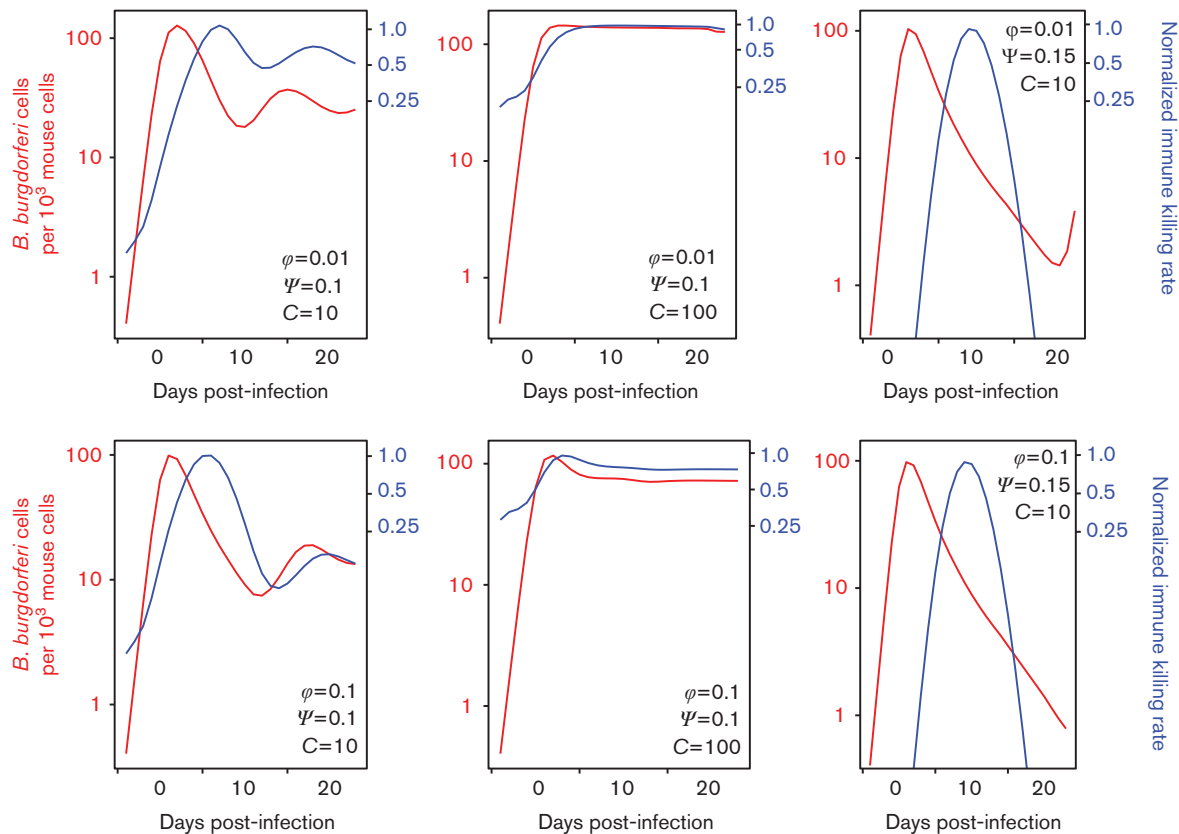 B. burgdorferi cells
per 10³ mouse cells
100
10
1
1.0
0.5
0.25
φ=0.01
Ψ=0.1
C=10
0 10 20
Days post-infection
100
10
1
1.0
0.5
0.25
φ=0.01
Ψ=0.1
C=100
0 10 20
Days post-infection
100
10
1
1.0
0.5
0.25
φ=0.01
Ψ=0.15
C=10
0 10 20
Days post-infection
Normalized immune killing rate
B. burgdorferi cells
per 10³ mouse cells
100
10
1
1.0
0.5
0.25
φ=0.1
Ψ=0.1
C=10
0 10 20
Days post-infection
100
10
1
1.0
0.5
0.25
φ=0.1
Ψ=0.1
C=100
0 10 20
Days post-infection
100
10
1
1.0
0.5
0.25
φ=0.1
Ψ=0.15
C=10
0 10 20
Days post-infection
Normalized immune killing rate